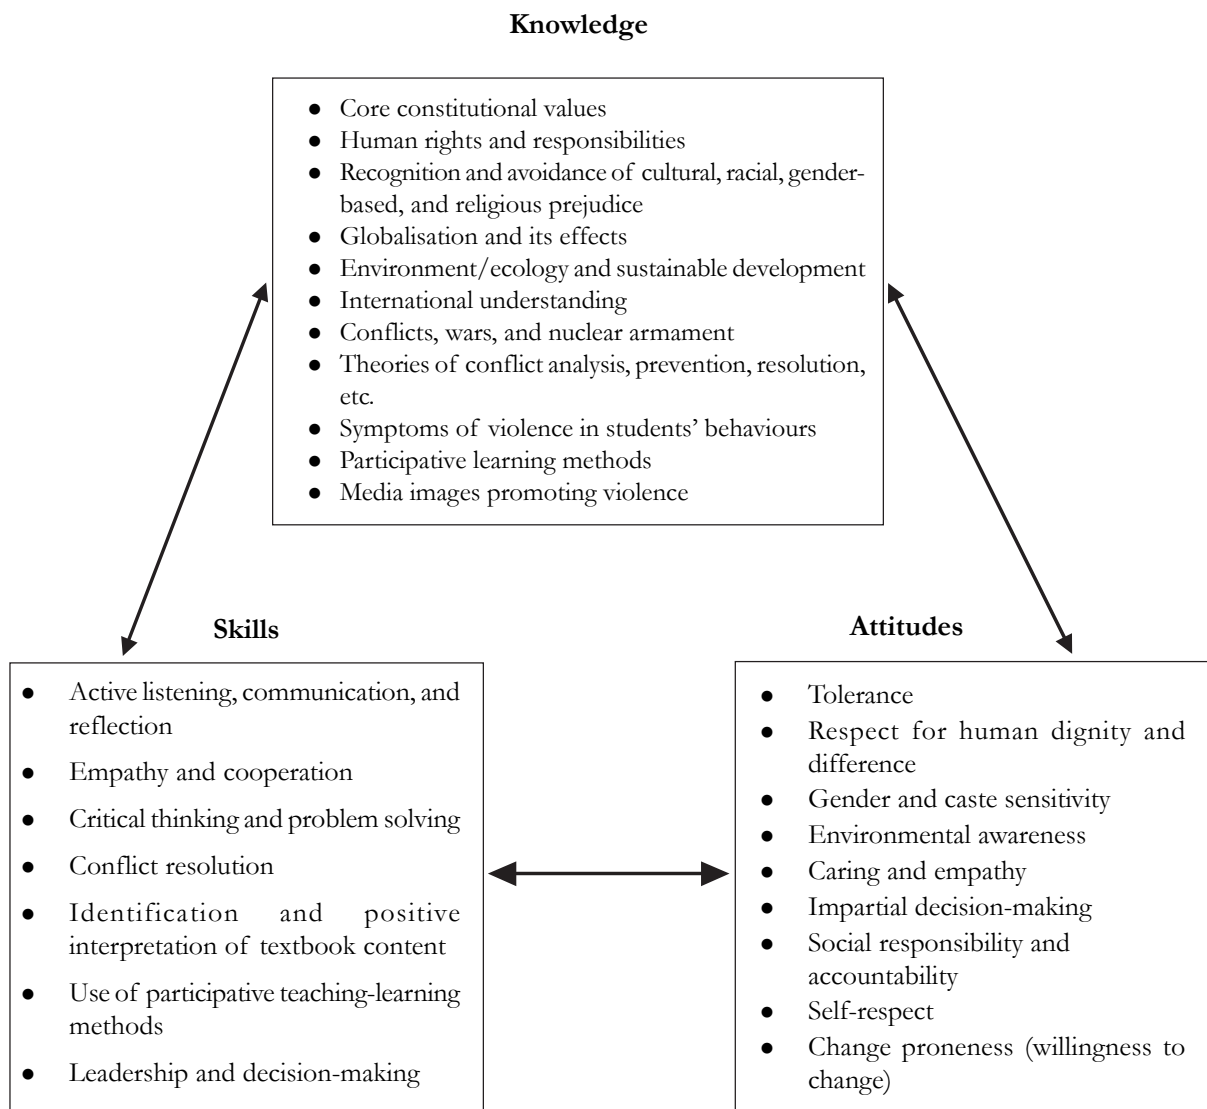 Knowledge
● Core constitutional values
● Human rights and responsibilities
● Recognition and avoidance of cultural, racial, gender-
based, and religious prejudice
● Globalisation and its effects
● Environment/ecology and sustainable development
● International understanding
● Conflicts, wars, and nuclear armament
● Theories of conflict analysis, prevention, resolution,
etc.
● Symptoms of violence in students’ behaviours
● Participative learning methods
● Media images promoting violence
Skills
● Active listening, communication, and
reflection
● Empathy and cooperation
● Critical thinking and problem solving
● Conflict resolution
● Identification and positive
interpretation of textbook content
● Use of participative teaching-learning
methods
● Leadership and decision-making
Attitudes
● Tolerance
● Respect for human dignity and
difference
● Gender and caste sensitivity
● Environmental awareness
● Caring and empathy
● Impartial decision-making
● Social responsibility and
accountability
● Self-respect
● Change proneness (willingness to
change)